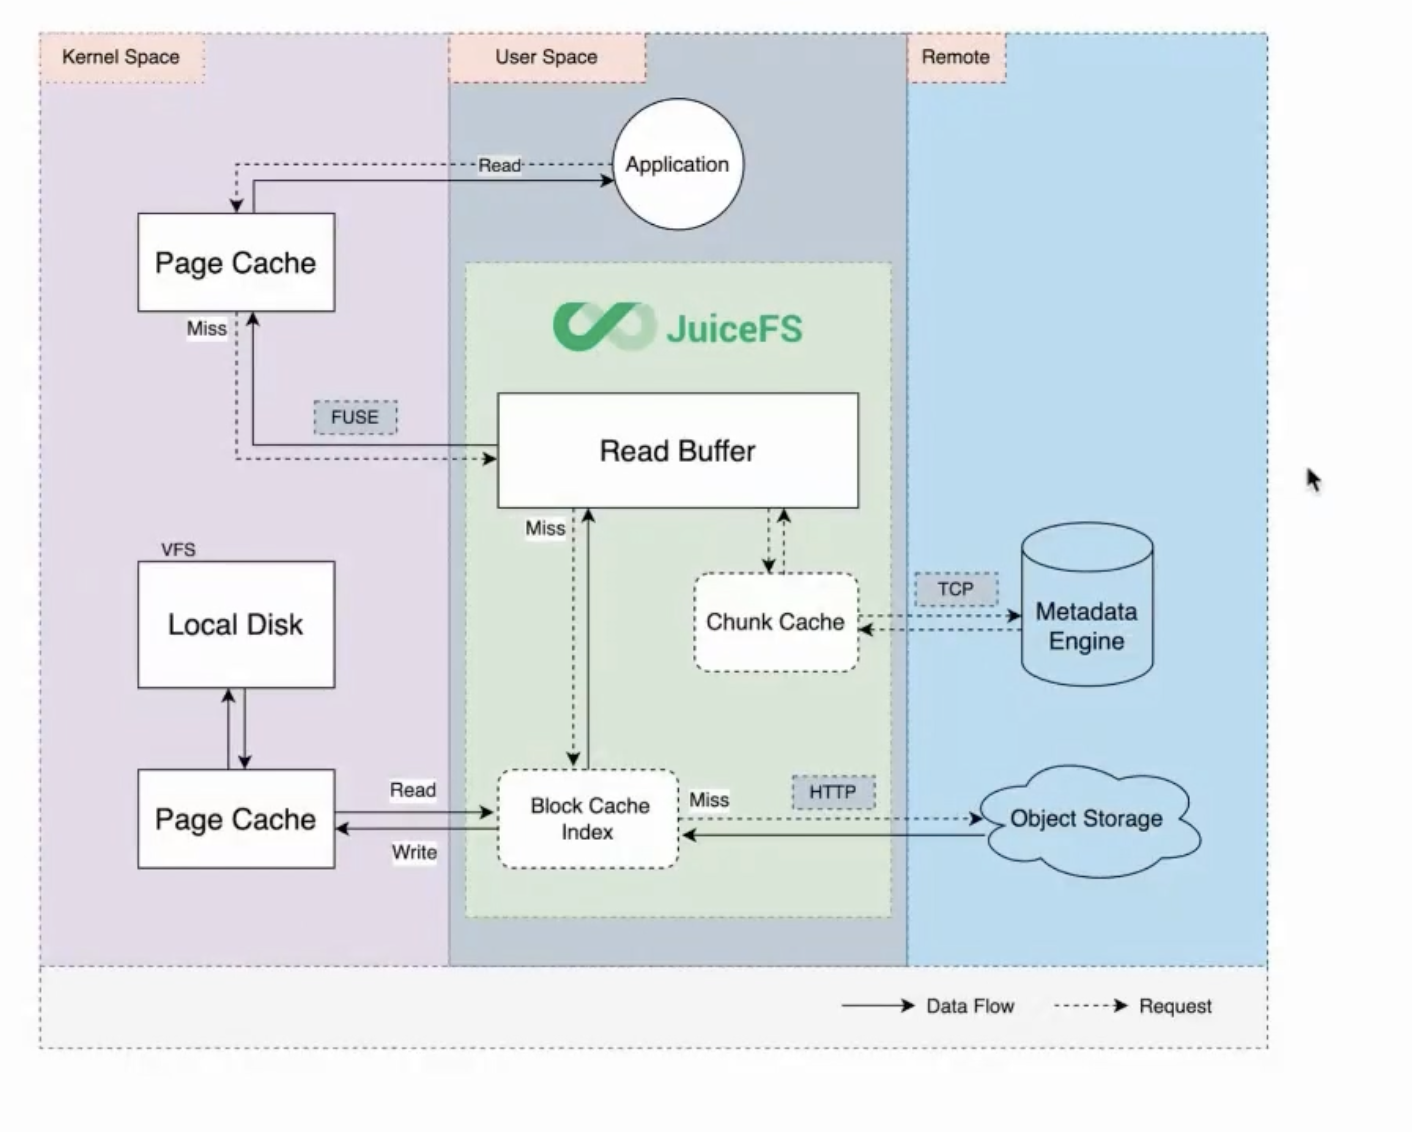 Kernel Space
User Space
Remote
Read
Application
Page Cache
Miss
JuiceFS
FUSE
Read Buffer
Miss
VFS
Local Disk
Chunk Cache
TCP
Metadata
Engine
Page Cache
Read
Write
Block Cache
Index
Miss
HTTP
Object Storage
Data Flow
Request